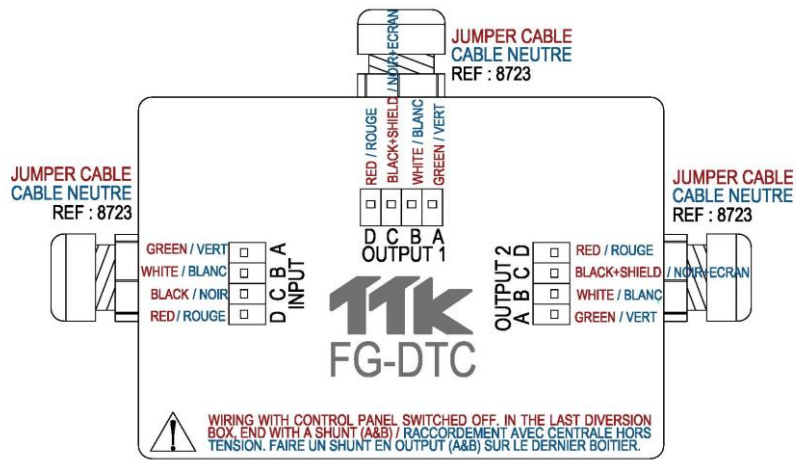 JUMPER CABLE
CABLE NEUTRE
REF : 8723
RED / ROUGE
BLACK+SHIELD / NOIR+ECRAN
WHITE / BLANC
GREEN / VERT
D C B A
OUTPUT 1
JUMPER CABLE
CABLE NEUTRE
REF : 8723
GREEN / VERT
WHITE / BLANC
BLACK / NOIR
RED / ROUGE
D C B A
INPUT
JUMPER CABLE
CABLE NEUTRE
REF : 8723
OUTPUT 2
A B C D
RED / ROUGE
BLACK+SHIELD / NOIR+ECRAN
WHITE / BLANC
GREEN / VERT
TTK
FG-DTC
WIRING WITH CONTROL PANEL SWITCHED OFF. IN THE LAST DIVERSION
BOX, END WITH A SHUNT (A&B) / RACCORDEMENT AVEC CENTRALE HORS
TENSION. FAIRE UN SHUNT EN OUTPUT (A&B) SUR LE DERNIER BOITIER.